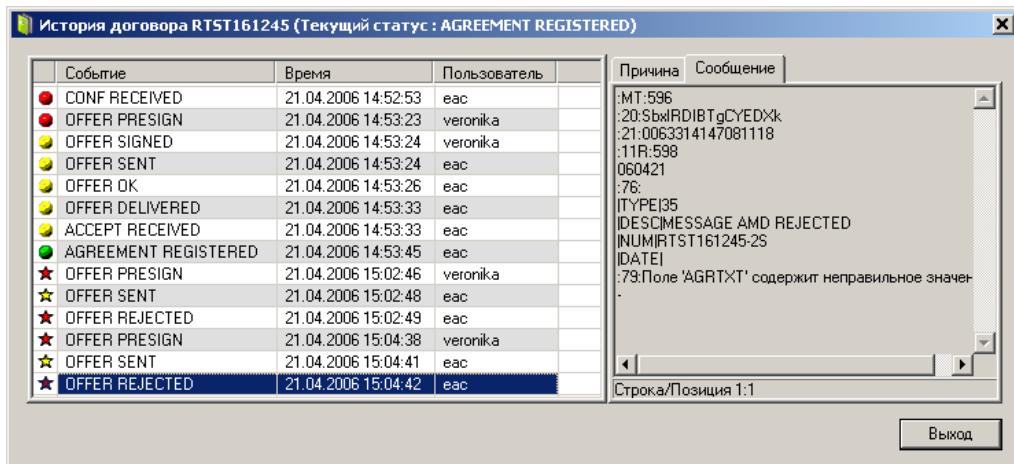 История договора RTST161245 (Текущий статус : AGREEMENT REGISTERED)
Событие Время Пользователь
CONF RECEIVED 21.04.2006 14:52:53 eac
OFFER PRESIGN 21.04.2006 14:53:23 veronika
OFFER SIGNED 21.04.2006 14:53:24 veronika
OFFER SENT 21.04.2006 14:53:24 eac
OFFER OK 21.04.2006 14:53:26 eac
OFFER DELIVERED 21.04.2006 14:53:33 eac
ACCEPT RECEIVED 21.04.2006 14:53:33 eac
AGREEMENT REGISTERED 21.04.2006 14:53:45 eac
OFFER PRESIGN 21.04.2006 15:02:46 veronika
OFFER SENT 21.04.2006 15:02:48 eac
OFFER REJECTED 21.04.2006 15:02:49 eac
OFFER PRESIGN 21.04.2006 15:04:38 veronika
OFFER SENT 21.04.2006 15:04:41 eac
OFFER REJECTED 21.04.2006 15:04:42 eac
Причина Сообщение
:MT:596
:20:SbwIRDIBTgCYEDXk
:21:0063314147081118
:11R:598
060421
:76:
|TYPE|35
|DESC|MESSAGE AMD REJECTED
|NUM|RTST161245-2S
|DATE|
:79:Поле 'AGRTXT' содержит неправильное значен
-
Строка/Позиция 1:1
Выход